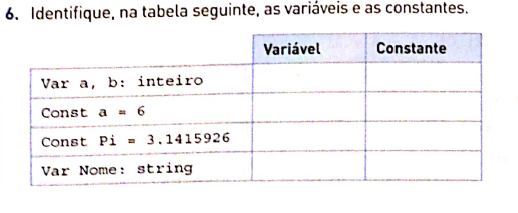 6. Identifique, na tabela seguinte, as variáveis e as constantes.
Variável Constante
Var a, b: inteiro
Const a = 6
Const Pi = 3.1415926
Var Nome: string